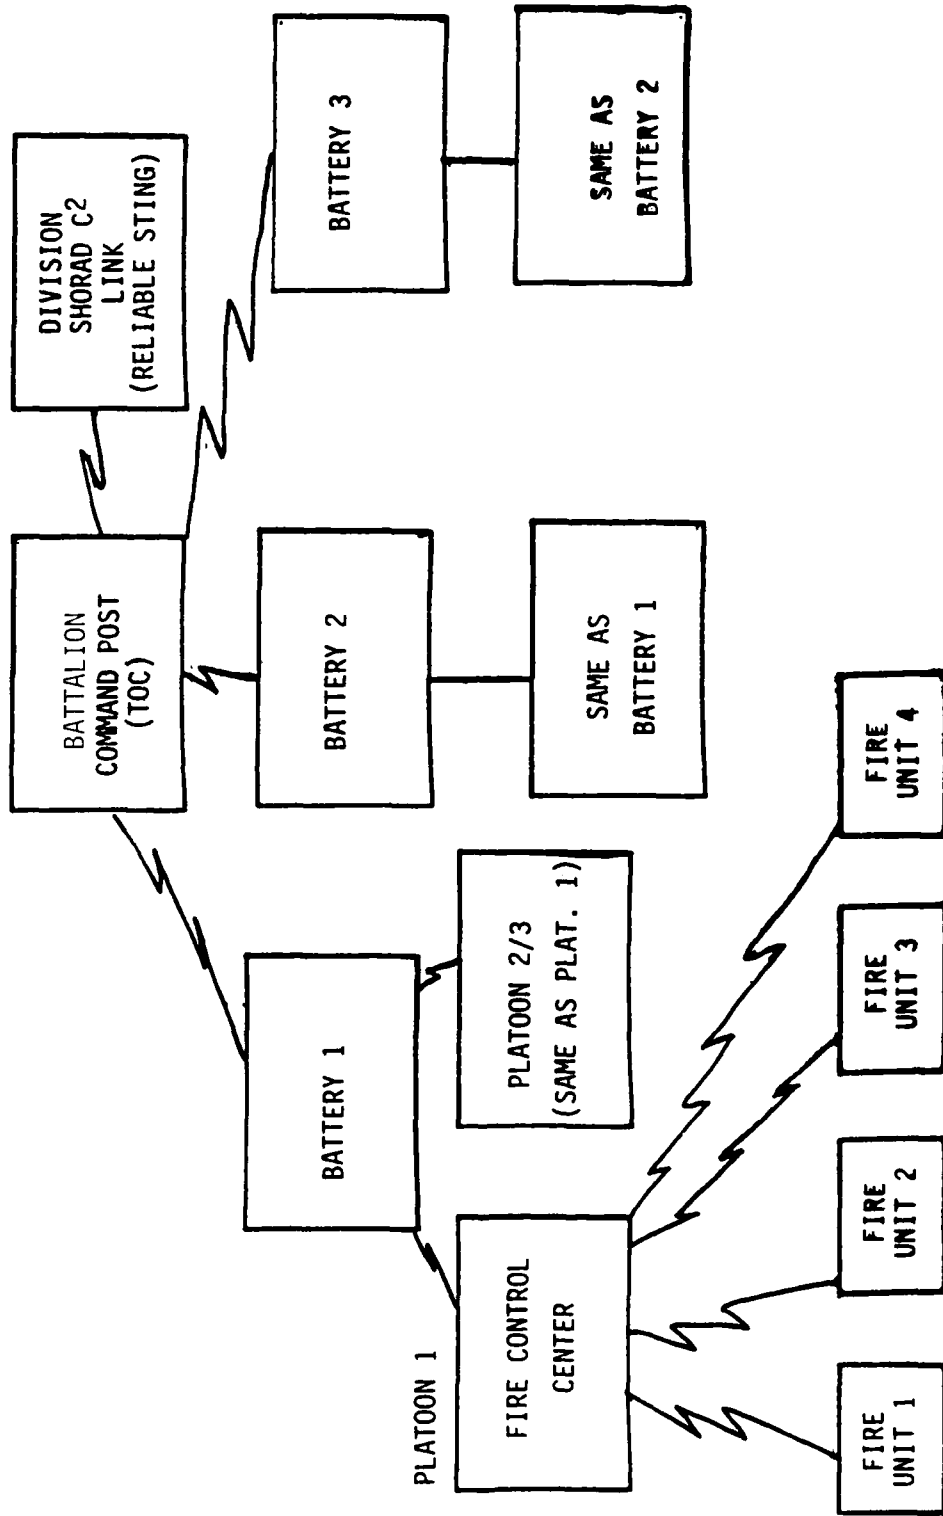 BATTALION
COMMAND POST
(TOC)
DIVISION
SHORAD C²
LINK
(RELIABLE STING)
BATTERY 1
BATTERY 2
BATTERY 3
PLATOON 1
FIRE CONTROL
CENTER
PLATOON 2/3
(SAME AS PLAT. 1)
SAME AS
BATTERY 1
SAME AS
BATTERY 2
FIRE
UNIT 1
FIRE
UNIT 2
FIRE
UNIT 3
FIRE
UNIT 4